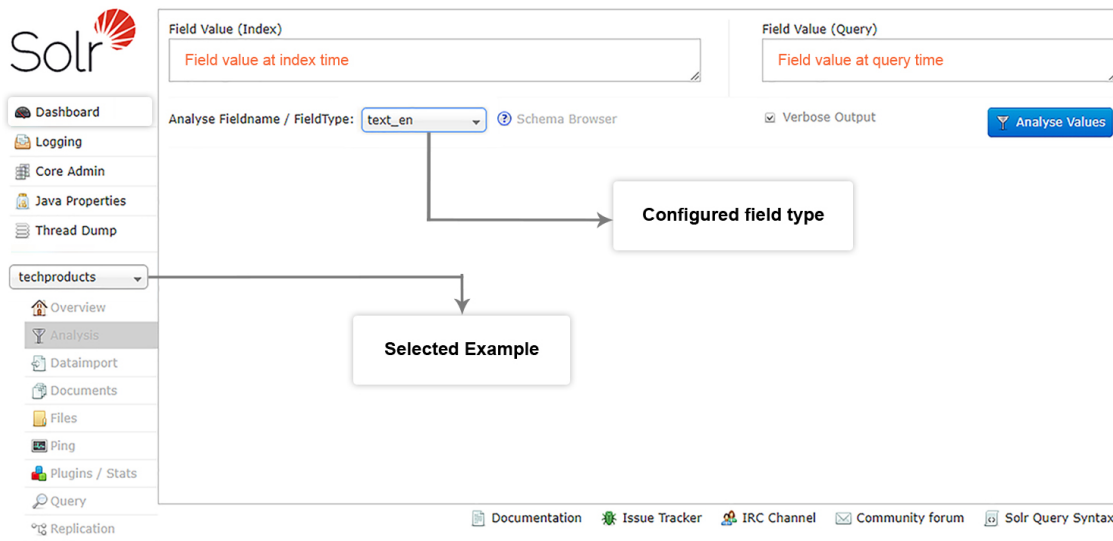 Solr
Dashboard
Logging
Core Admin
Java Properties
Thread Dump
techproducts
Overview
Analysis
Dataimport
Documents
Files
Ping
Plugins / Stats
Query
Replication
Field Value (Index)
Field value at index time
Field Value (Query)
Field value at query time
Analyse Fieldname / FieldType: text_en ? Schema Browser
Verbose Output
Analyse Values
Configured field type
Selected Example
Documentation Issue Tracker IRC Channel Community forum Solr Query Syntax